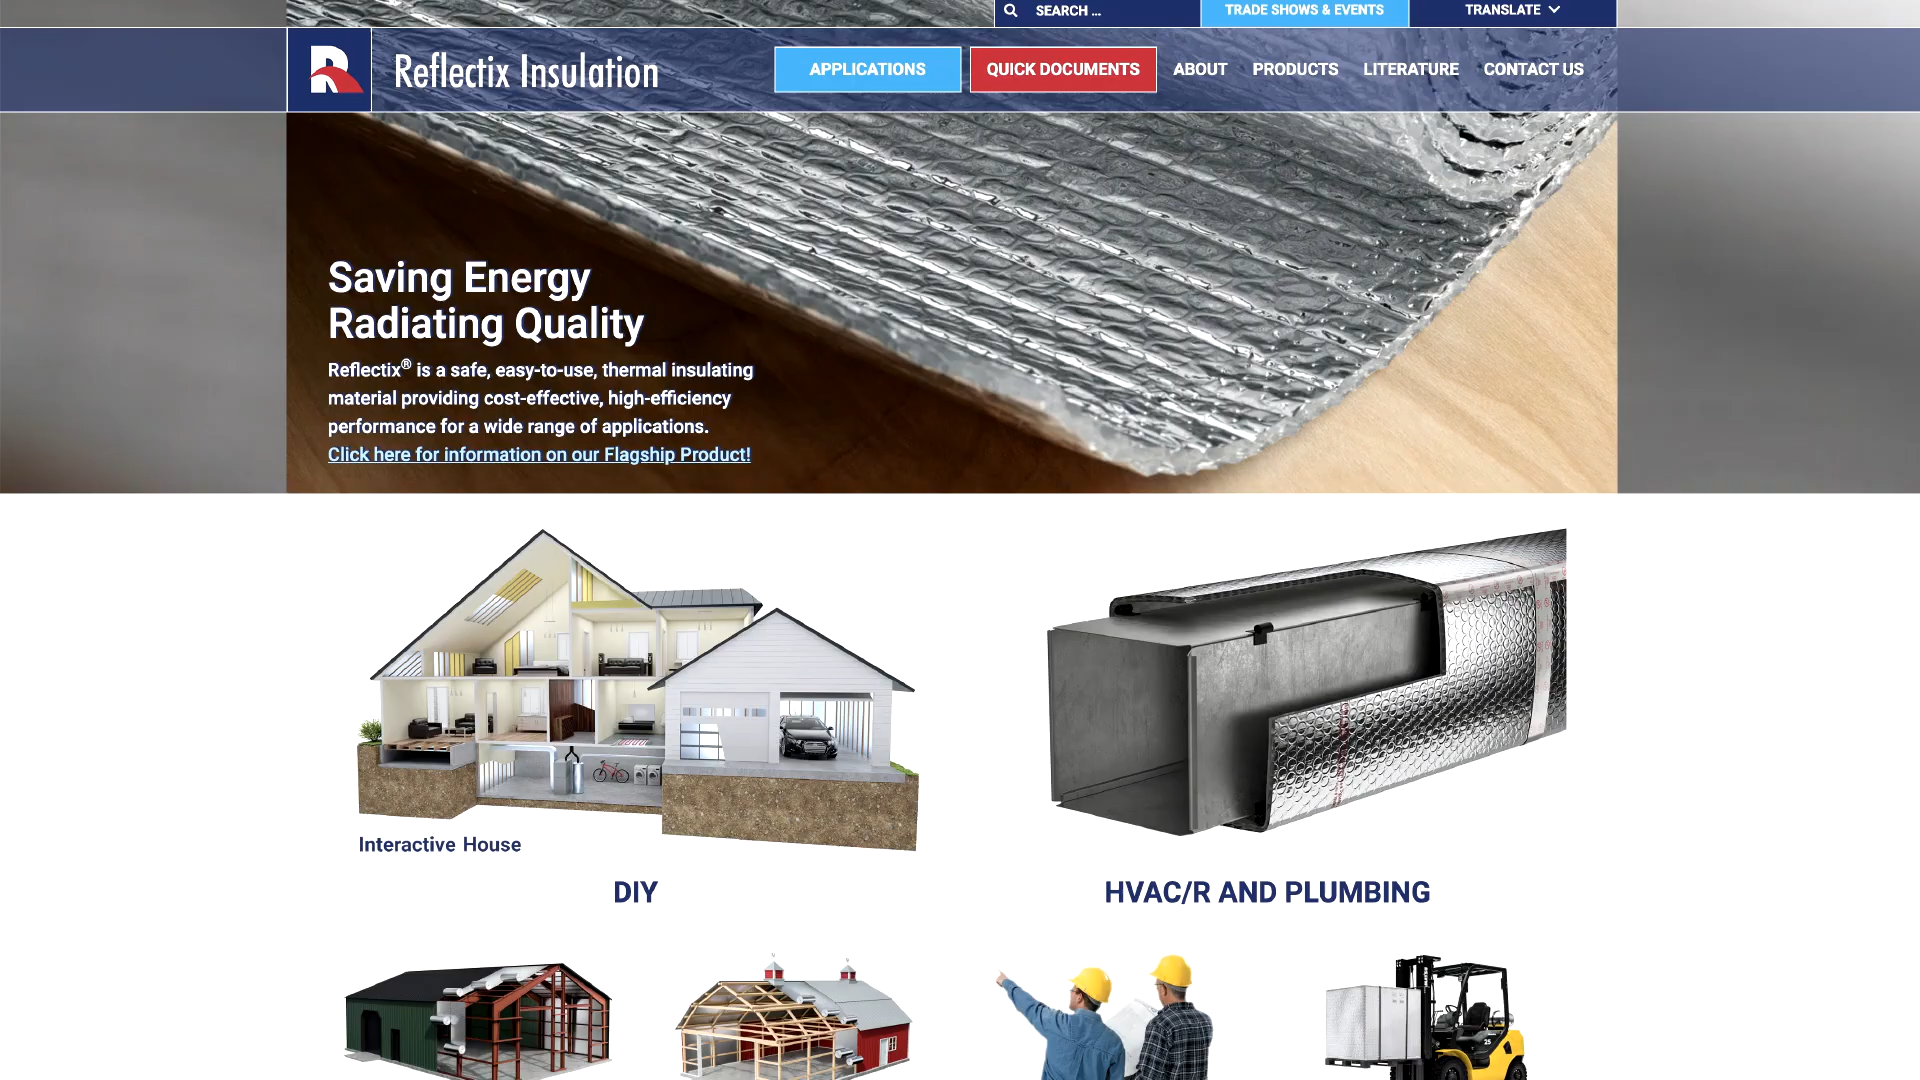 SEARCH ...
TRADE SHOWS & EVENTS
TRANSLATE
R
Reflectix Insulation
APPLICATIONS
QUICK DOCUMENTS
ABOUT
PRODUCTS
LITERATURE
CONTACT US
Saving Energy
Radiating Quality
Reflectix® is a safe, easy-to-use, thermal insulating
material providing cost-effective, high-efficiency
performance for a wide range of applications.
Click here for information on our Flagship Product!
Interactive House
DIY
HVAC/R AND PLUMBING
25